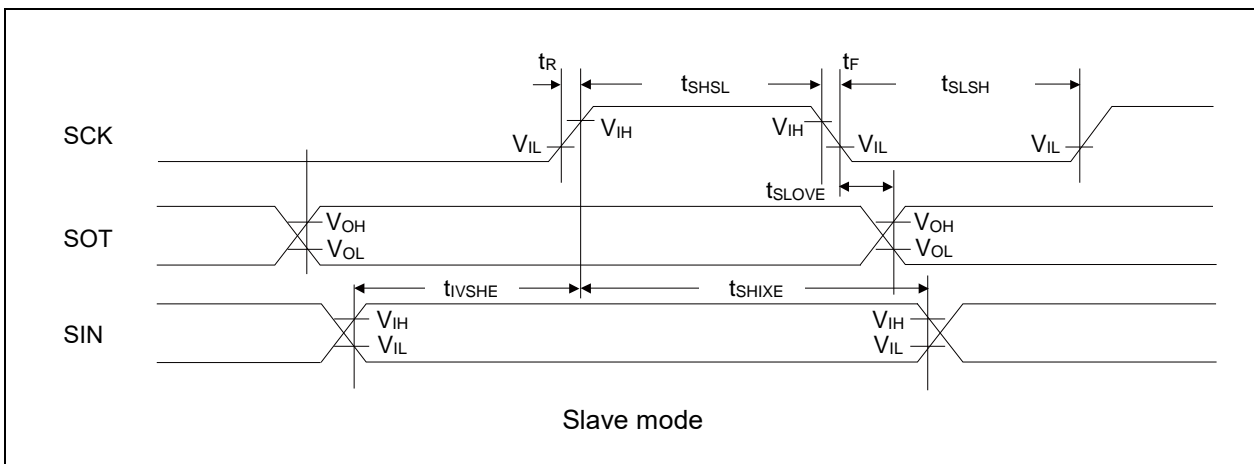 tR tSHSL tF tSLSH
SCK
VIH VIH
VIL VIL VIL
tSLOVE
SOT
VOH VOH
VOL VOL
tIVSHE tSHIXE
SIN
VIH VIH
VIL VIL
Slave mode